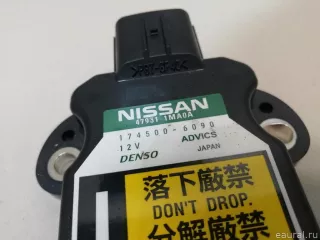 NISSAN
47931 1MA0A
174500-6090
12V ADVICS
DENSO JAPAN
落下厳禁
DON'T DROP.
分解厳禁
eaural.ru